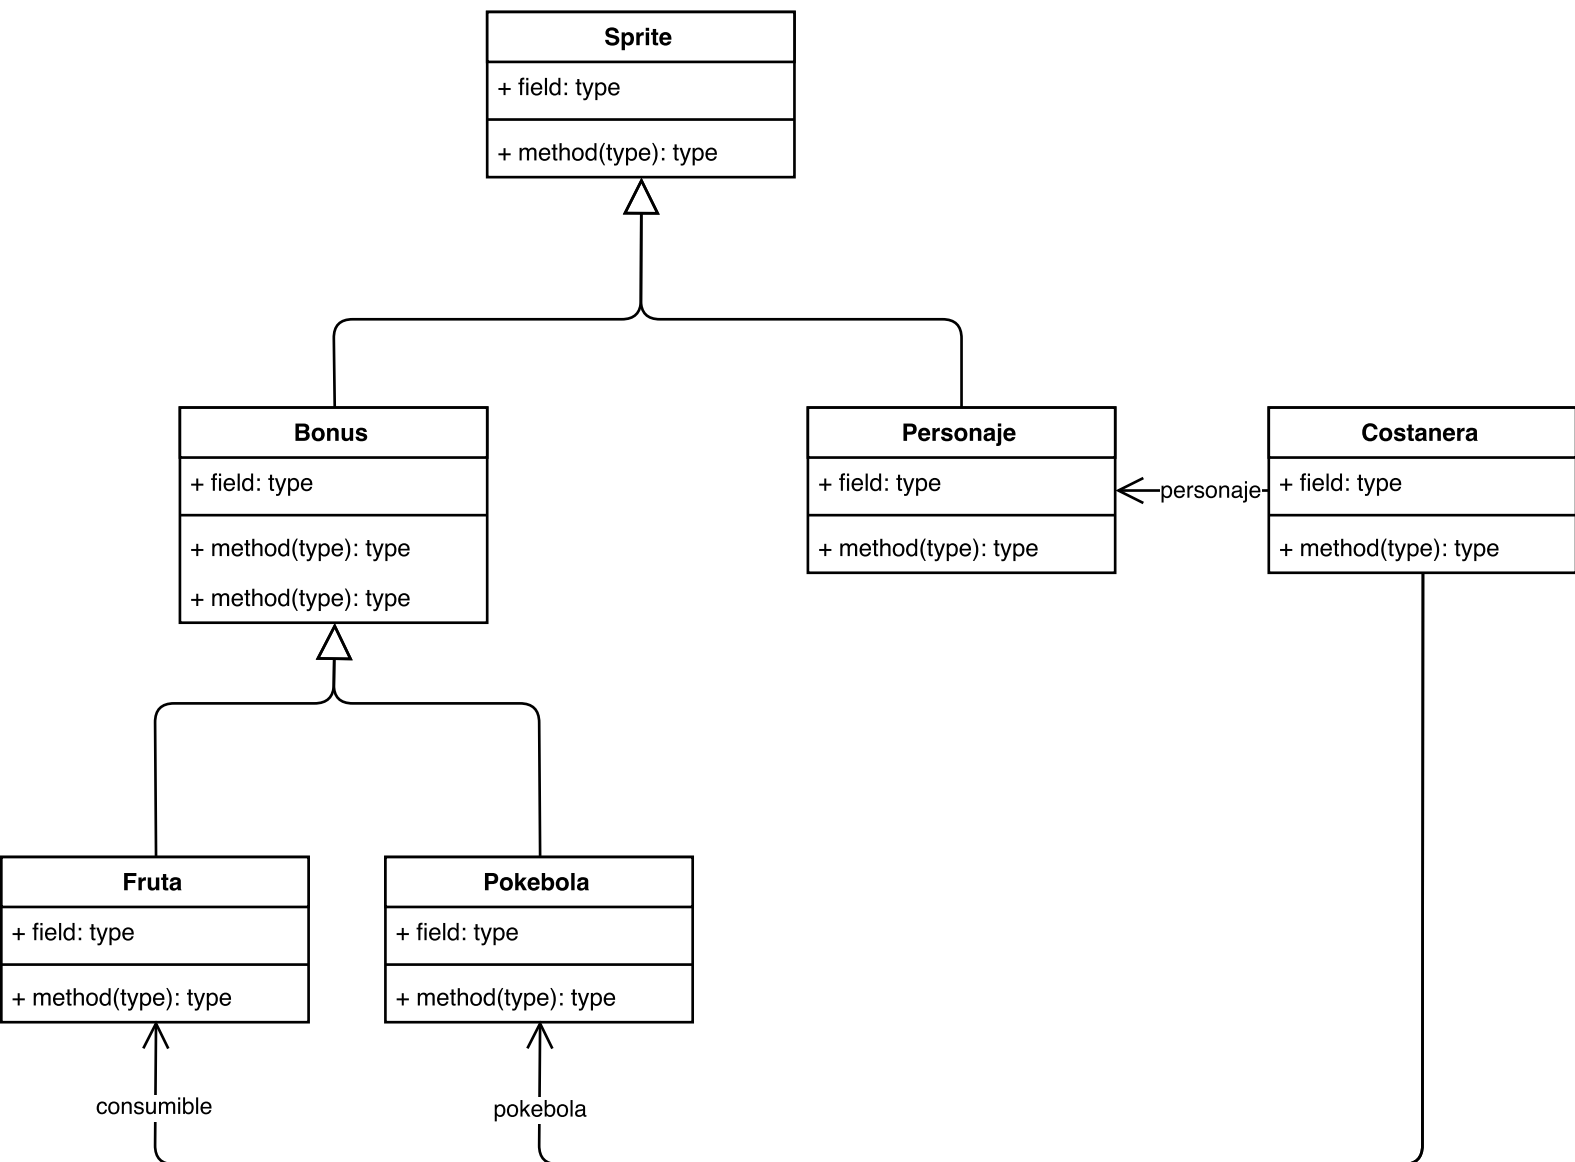 Sprite
+ field: type
+ method(type): type
Bonus
+ field: type
+ method(type): type
+ method(type): type
Personaje
+ field: type
+ method(type): type
personaje
Costanera
+ field: type
+ method(type): type
Fruta
+ field: type
+ method(type): type
Pokebola
+ field: type
+ method(type): type
consumible
pokebola